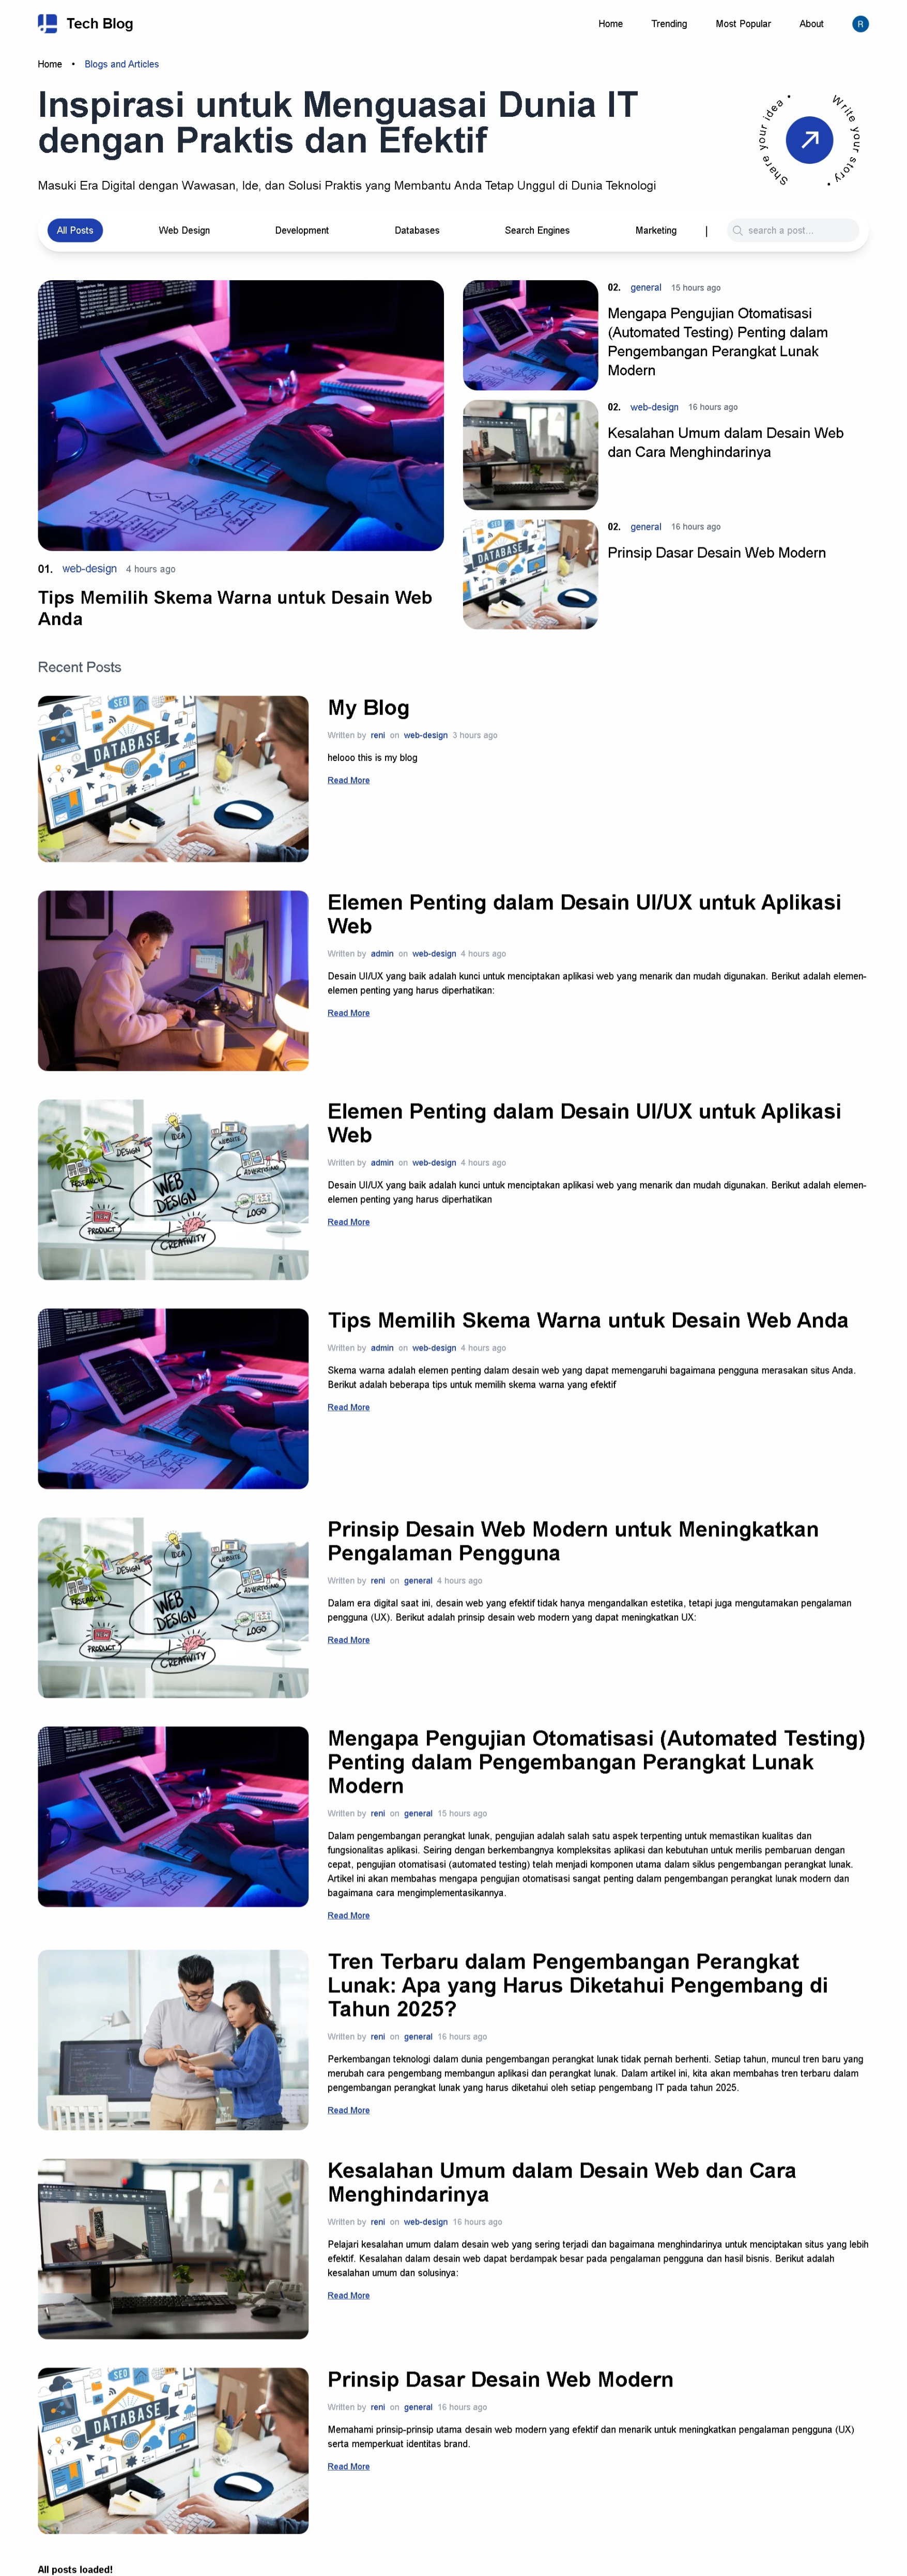 Tech Blog
Home
Trending
Most Popular
About
R
Home • Blogs and Articles
Inspirasi untuk Menguasai Dunia IT
dengan Praktis dan Efektif
Masuki Era Digital dengan Wawasan, Ide, dan Solusi Praktis yang Membantu Anda Tetap Unggul di Dunia Teknologi
Write your story •
Share your idea •
All Posts
Web Design
Development
Databases
Search Engines
Marketing
|
search a post...
01. web-design 4 hours ago
Tips Memilih Skema Warna untuk Desain Web
Anda
02. general 15 hours ago
Mengapa Pengujian Otomatisasi
(Automated Testing) Penting dalam
Pengembangan Perangkat Lunak
Modern
02. web-design 16 hours ago
Kesalahan Umum dalam Desain Web
dan Cara Menghindarinya
DATABASE
02. general 16 hours ago
Prinsip Dasar Desain Web Modern
Recent Posts
SEO
DATABASE
My Blog
Written by reni on web-design 3 hours ago
helooo this is my blog
Read More
Elemen Penting dalam Desain UI/UX untuk Aplikasi
Web
Written by admin on web-design 4 hours ago
Desain UI/UX yang baik adalah kunci untuk menciptakan aplikasi web yang menarik dan mudah digunakan. Berikut adalah elemen-
elemen penting yang harus diperhatikan:
Read More
IDEA
WEBSITE
DESIGN
ADVERTISING
RESEARCH
WEB
DESIGN
LOGO
PRODUCT
CREATIVITY
Elemen Penting dalam Desain UI/UX untuk Aplikasi
Web
Written by admin on web-design 4 hours ago
Desain UI/UX yang baik adalah kunci untuk menciptakan aplikasi web yang menarik dan mudah digunakan. Berikut adalah elemen-
elemen penting yang harus diperhatikan
Read More
Tips Memilih Skema Warna untuk Desain Web Anda
Written by admin on web-design 4 hours ago
Skema warna adalah elemen penting dalam desain web yang dapat memengaruhi bagaimana pengguna merasakan situs Anda.
Berikut adalah beberapa tips untuk memilih skema warna yang efektif
Read More
IDEA
WEBSITE
DESIGN
ADVERTISING
RESEARCH
WEB
DESIGN
LOGO
PRODUCT
CREATIVITY
Prinsip Desain Web Modern untuk Meningkatkan
Pengalaman Pengguna
Written by reni on general 4 hours ago
Dalam era digital saat ini, desain web yang efektif tidak hanya mengandalkan estetika, tetapi juga mengutamakan pengalaman
pengguna (UX). Berikut adalah prinsip desain web modern yang dapat meningkatkan UX:
Read More
Mengapa Pengujian Otomatisasi (Automated Testing)
Penting dalam Pengembangan Perangkat Lunak
Modern
Written by reni on general 15 hours ago
Dalam pengembangan perangkat lunak, pengujian adalah salah satu aspek terpenting untuk memastikan kualitas dan
fungsionalitas aplikasi. Seiring dengan berkembangnya kompleksitas aplikasi dan kebutuhan untuk merilis pembaruan dengan
cepat, pengujian otomatisasi (automated testing) telah menjadi komponen utama dalam siklus pengembangan perangkat lunak.
Artikel ini akan membahas mengapa pengujian otomatisasi sangat penting dalam pengembangan perangkat lunak modern dan
bagaimana cara mengimplementasikannya.
Read More
Tren Terbaru dalam Pengembangan Perangkat
Lunak: Apa yang Harus Diketahui Pengembang di
Tahun 2025?
Written by reni on general 16 hours ago
Perkembangan teknologi dalam dunia pengembangan perangkat lunak tidak pernah berhenti. Setiap tahun, muncul tren baru yang
merubah cara pengembang membangun aplikasi dan perangkat lunak. Dalam artikel ini, kita akan membahas tren terbaru dalam
pengembangan perangkat lunak yang harus diketahui oleh setiap pengembang IT pada tahun 2025.
Read More
Kesalahan Umum dalam Desain Web dan Cara
Menghindarinya
Written by reni on web-design 16 hours ago
Pelajari kesalahan umum dalam desain web yang sering terjadi dan bagaimana menghindarinya untuk menciptakan situs yang lebih
efektif. Kesalahan dalam desain web dapat berdampak besar pada pengalaman pengguna dan hasil bisnis. Berikut adalah
kesalahan umum dan solusinya:
Read More
SEO
DATABASE
Prinsip Dasar Desain Web Modern
Written by reni on general 16 hours ago
Memahami prinsip-prinsip utama desain web modern yang efektif dan menarik untuk meningkatkan pengalaman pengguna (UX)
serta memperkuat identitas brand.
Read More
All posts loaded!